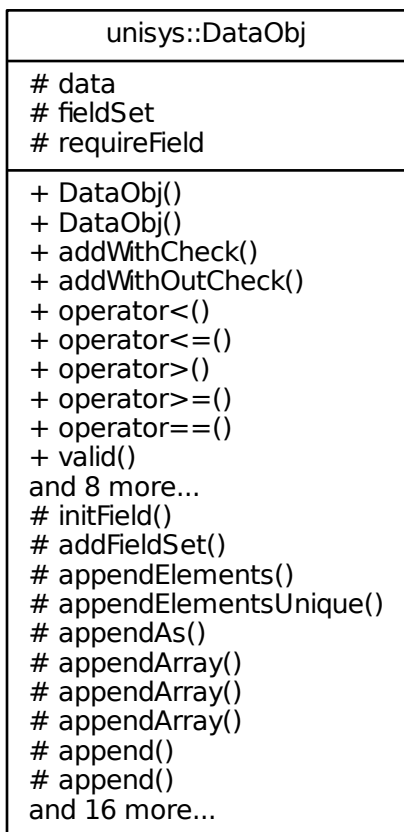 unisys::DataObj
# data
# fieldSet
# requireField
+ DataObj()
+ DataObj()
+ addWithCheck()
+ addWithOutCheck()
+ operator<()
+ operator<=()
+ operator>()
+ operator>=()
+ operator==()
+ valid()
and 8 more...
# initField()
# addFieldSet()
# appendElements()
# appendElementsUnique()
# appendAs()
# appendArray()
# appendArray()
# appendArray()
# append()
# append()
and 16 more...